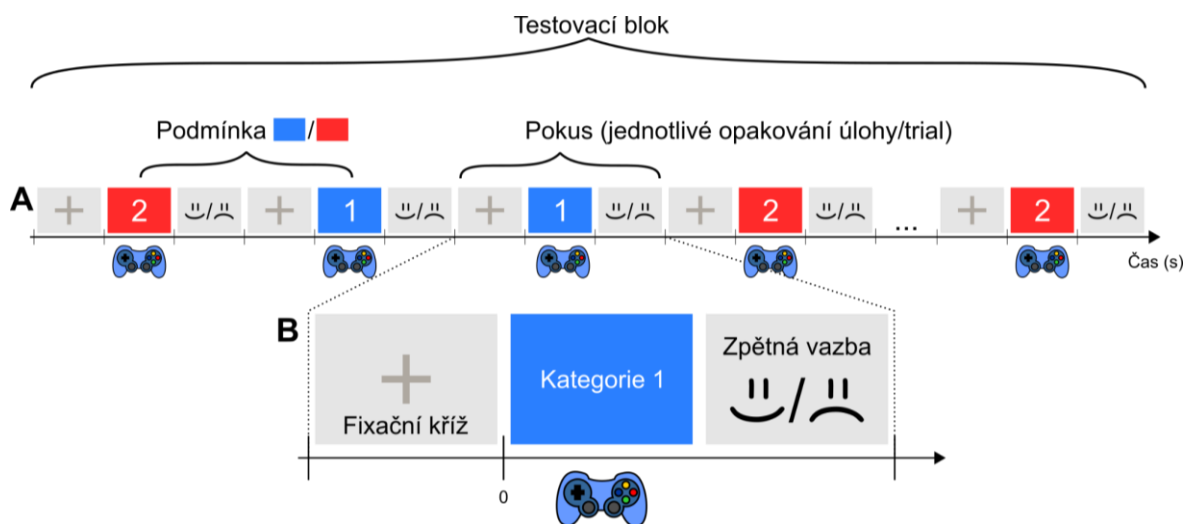 Testovací blok
Podmínka / 
Pokus (jednotlivé opakování úlohy/trial)
A
+ 2 / + 1 / + 1 / + 2 / ... + 2 /
Čas (s)
B
Zpětná vazba
Kategorie 1
/
Fixační kříž
0